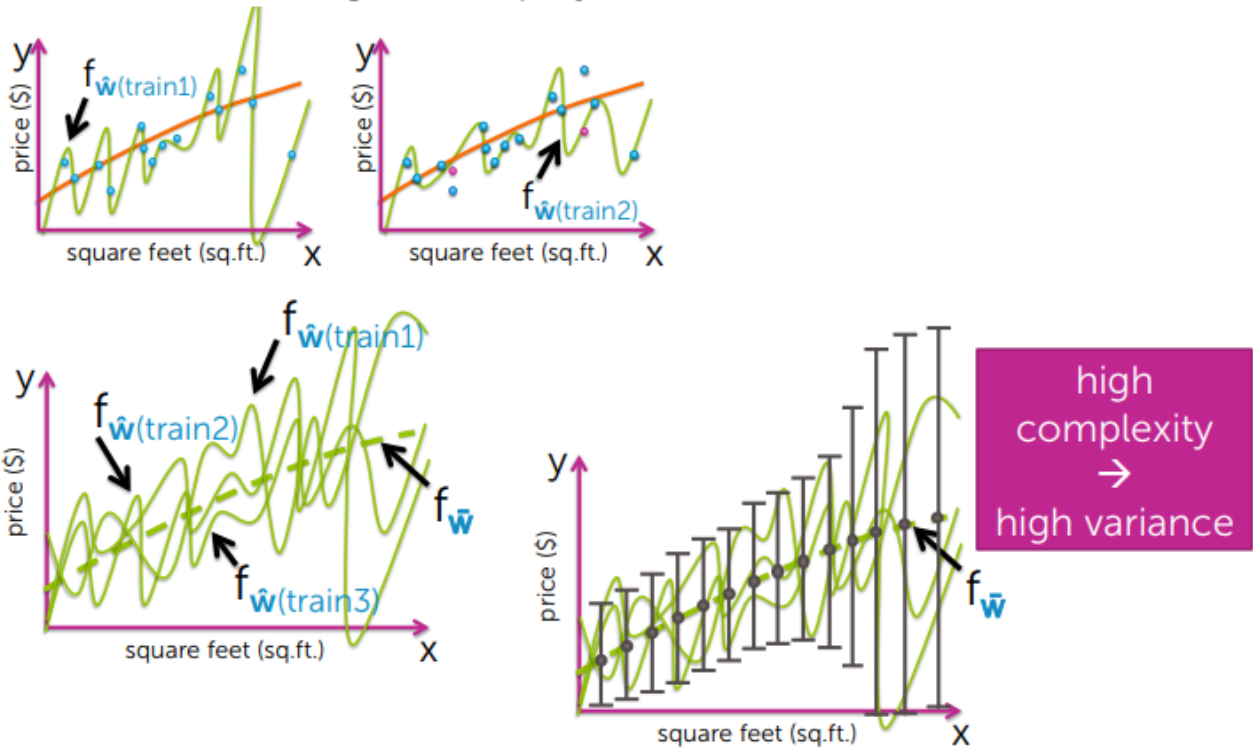 y
f ŵ(train1)
price ($)
square feet (sq.ft.)
x
y
f ŵ(train2)
price ($)
square feet (sq.ft.)
x
f ŵ(train1)
y
f ŵ(train2)
f w̄
f ŵ(train3)
price ($)
square feet (sq.ft.)
x
high
complexity
→
high variance
y
f w̄
price ($)
square feet (sq.ft.)
x